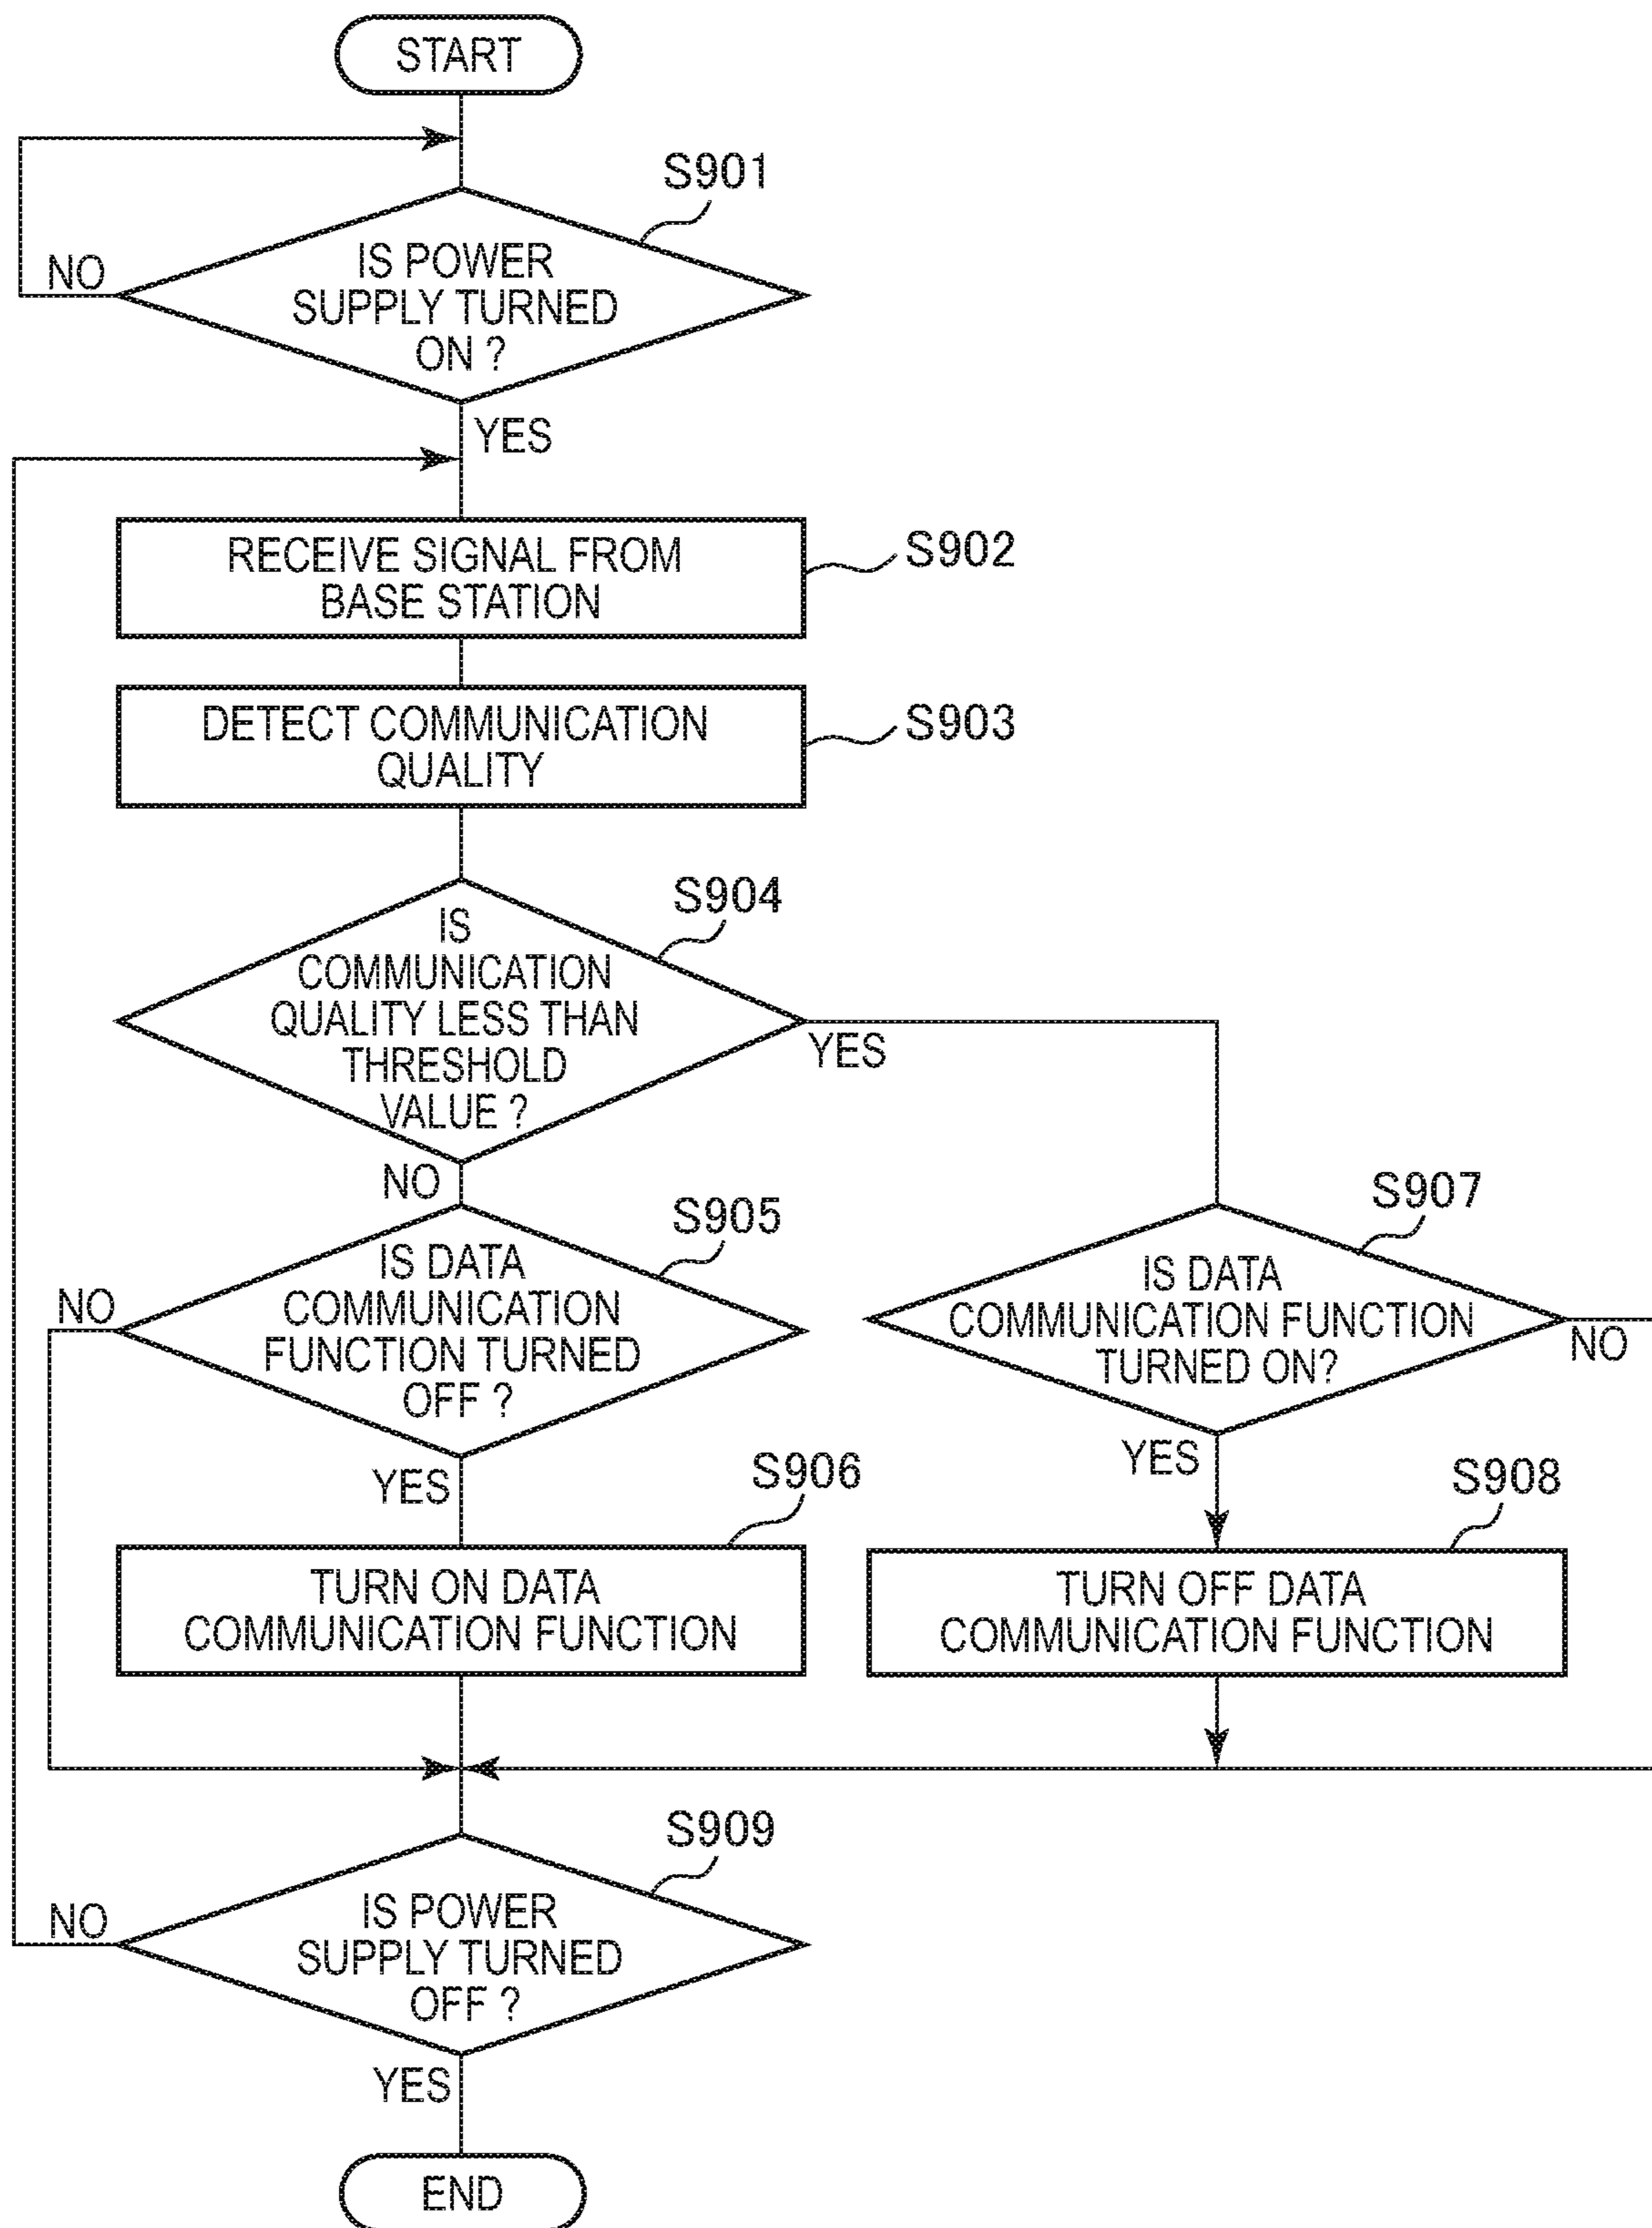 START
S901
IS POWER
SUPPLY TURNED
ON ?
NO
YES
RECEIVE SIGNAL FROM
BASE STATION
S902
DETECT COMMUNICATION
QUALITY
S903
S904
IS
COMMUNICATION
QUALITY LESS THAN
THRESHOLD
VALUE ?
YES
NO
S905
IS DATA
COMMUNICATION
FUNCTION TURNED
OFF ?
NO
YES
S907
IS DATA
COMMUNICATION FUNCTION
TURNED ON?
NO
YES
S906
TURN ON DATA
COMMUNICATION FUNCTION
S908
TURN OFF DATA
COMMUNICATION FUNCTION
S909
IS POWER
SUPPLY TURNED
OFF ?
NO
YES
END